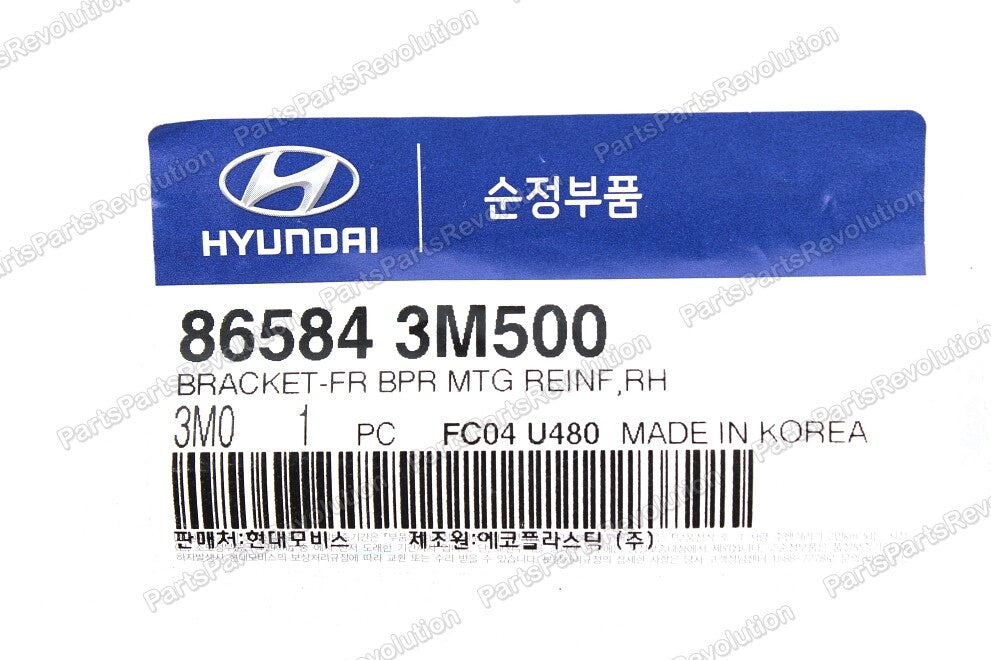 HYUNDAI
순정부품
86584 3M500
BRACKET-FR BPR MTG REINF,RH
3M0 1 PC FC04 U480 MADE IN KOREA
판매처:현대모비스 제조원:에코플라스틱 (주)
PartsRevolution